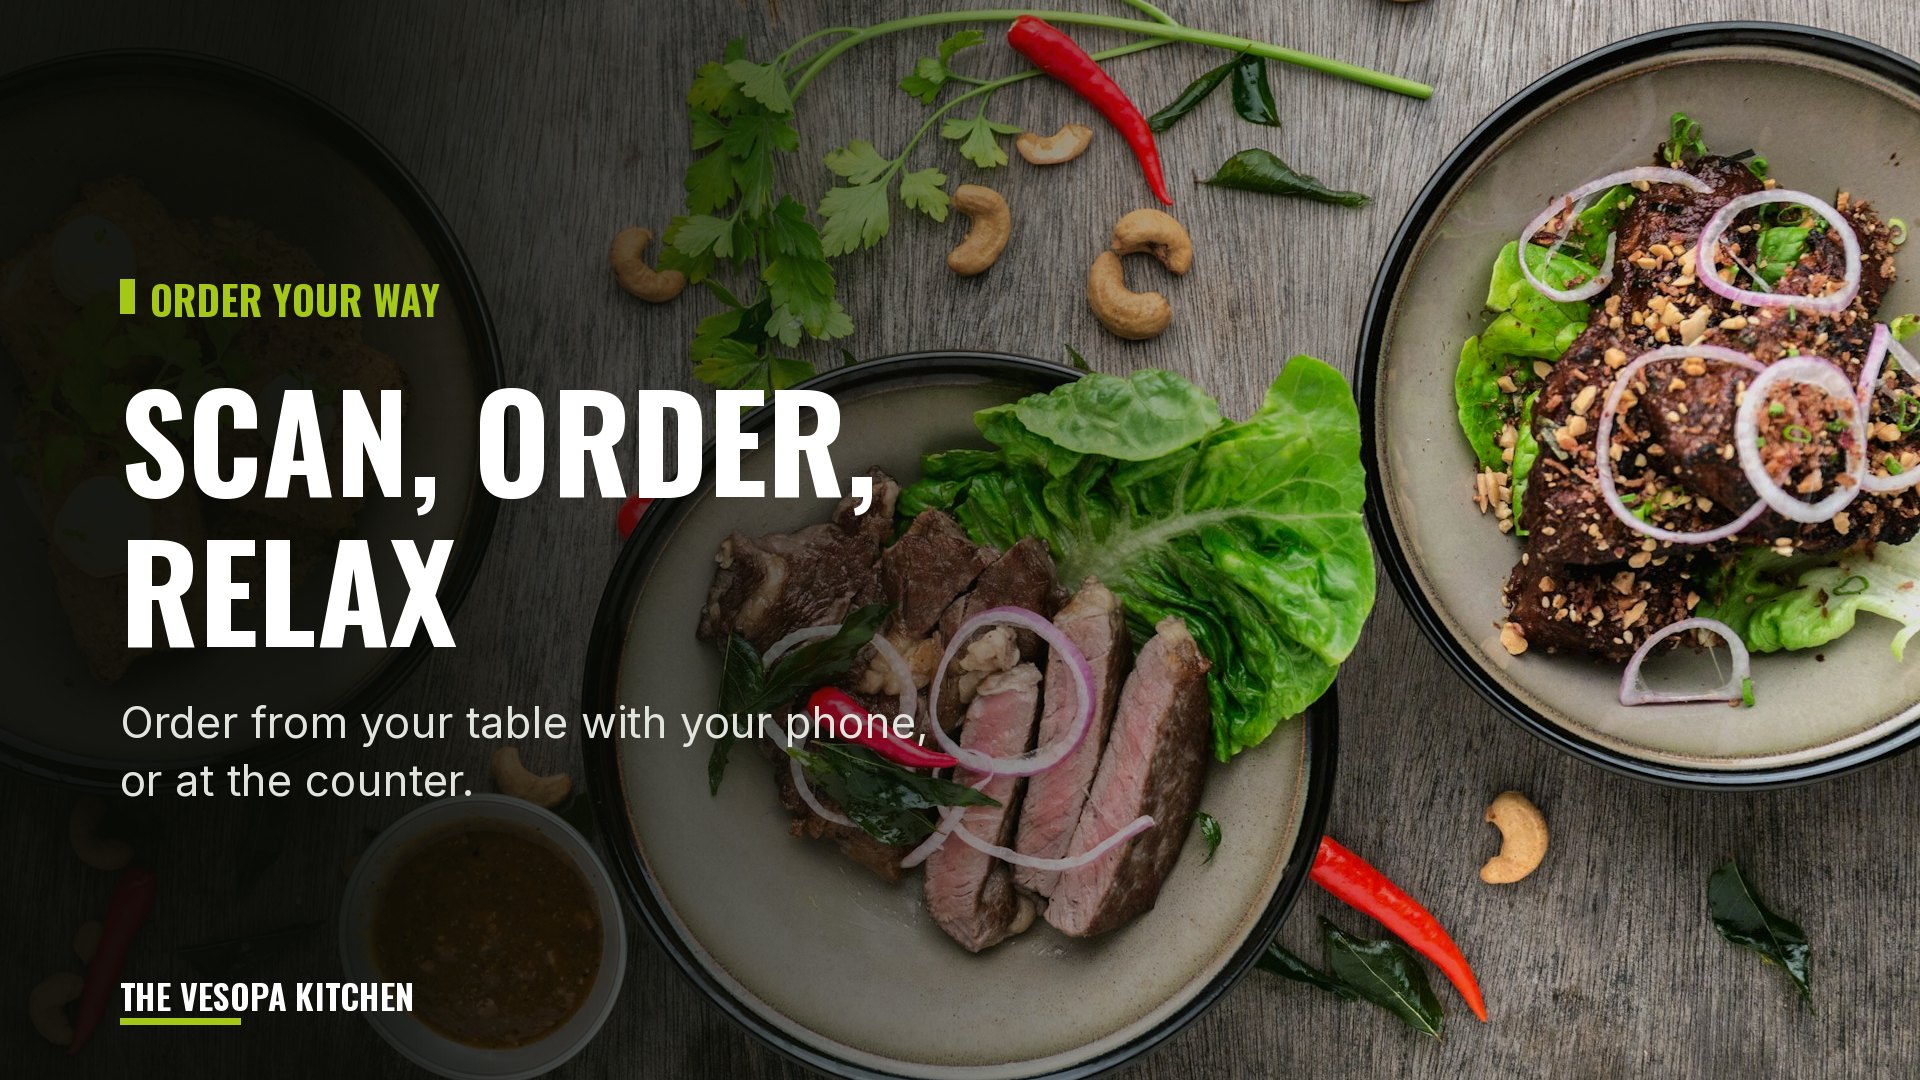 ORDER YOUR WAY
SCAN, ORDER,
RELAX
Order from your table with your phone,
or at the counter.
THE VESOPA KITCHEN